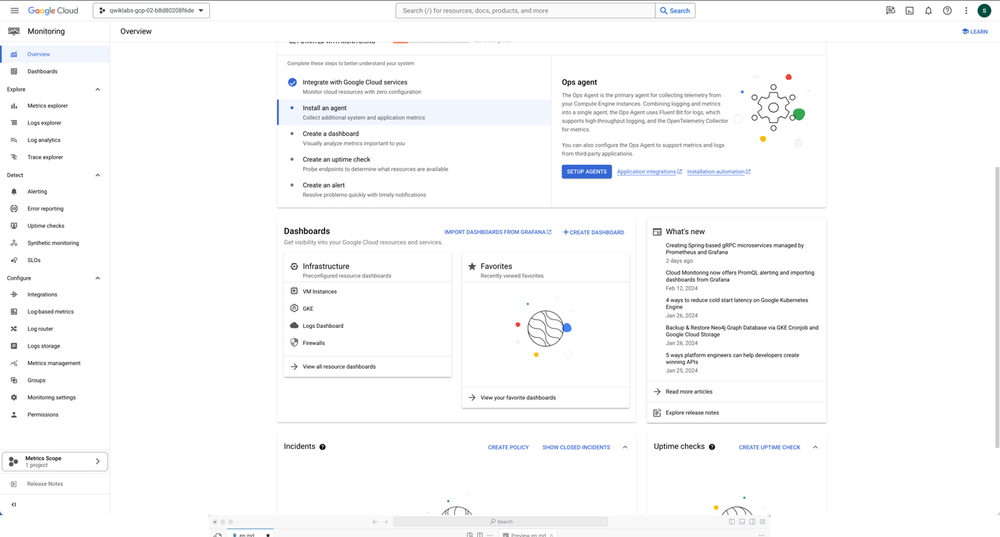 Google Cloud
qwiklabs-gcp-02-b8d80208f6de
Search (/) for resources, docs, products, and more
Search
S
Monitoring
Overview
LEARN
Overview
Dashboards
Explore
Metrics explorer
Logs explorer
Log analytics
Trace explorer
Detect
Alerting
Error reporting
Uptime checks
Synthetic monitoring
SLOs
Configure
Integrations
Log-based metrics
Log router
Logs storage
Metrics management
Groups
Monitoring settings
Permissions
Metrics Scope
1 project
Release Notes
GET STARTED WITH MONITORING
Complete these steps to better understand your system
Integrate with Google Cloud services
Monitor cloud resources with zero configuration
Install an agent
Collect additional system and application metrics
Create a dashboard
Visually analyze metrics important to you
Create an uptime check
Probe endpoints to determine what resources are available
Create an alert
Resolve problems quickly with timely notifications
Ops agent
The Ops Agent is the primary agent for collecting telemetry from
your Compute Engine instances. Combining logging and metrics
into a single agent, the Ops Agent uses Fluent Bit for logs, which
supports high-throughput logging, and the OpenTelemetry Collector
for metrics.
You can also configure the Ops Agent to support metrics and logs
from third-party applications.
SETUP AGENTS
Application integrations
Installation automation
Dashboards
IMPORT DASHBOARDS FROM GRAFANA
CREATE DASHBOARD
Get visibility into your Google Cloud resources and services.
Infrastructure
Preconfigured resource dashboards
VM Instances
GKE
Logs Dashboard
Firewalls
View all resource dashboards
Favorites
Recently viewed favorites
View your favorite dashboards
What's new
Creating Spring-based gRPC microservices managed by
Prometheus and Grafana
2 days ago
Cloud Monitoring now offers PromQL alerting and importing
dashboards from Grafana
Feb 12, 2024
4 ways to reduce cold start latency on Google Kubernetes
Engine
Jan 26, 2024
Backup & Restore Neo4j Graph Database via GKE Cronjob and
Google Cloud Storage
Jan 26, 2024
5 ways platform engineers can help developers create
winning APIs
Jan 25, 2024
Read more articles
Explore release notes
Incidents
CREATE POLICY
SHOW CLOSED INCIDENTS
Uptime checks
CREATE UPTIME CHECK
Search
en.md
Preview en.md